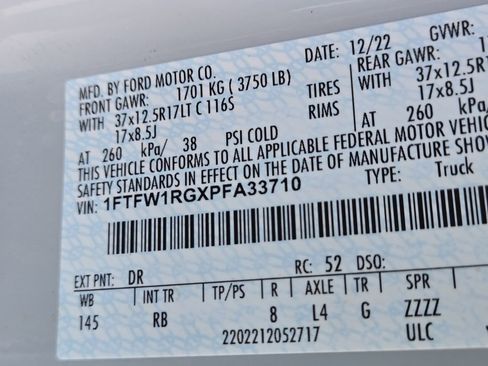 MFD. BY FORD MOTOR CO.
DATE: 12/22
GVWR:
FRONT GAWR: 1701 KG ( 3750 LB)
REAR GAWR:
WITH 37x12.5R17LT C 116S
TIRES
37x12.5R
17x8.5J
RIMS
17x8.5J
AT 260 kPa/ 38 PSI COLD
AT 260 kPa/
THIS VEHICLE CONFORMS TO ALL APPLICABLE FEDERAL MOTOR VEHIC
SAFETY STANDARDS IN EFFECT ON THE DATE OF MANUFACTURE SHOW
VIN: 1FTFW1RGXPFA33710
TYPE: Truck
EXT PNT: DR
RC: 52 DSO:
WB INT TR TP/PS R AXLE TR SPR
145 RB 8 L4 G ZZZZ
2202212052717
ULC